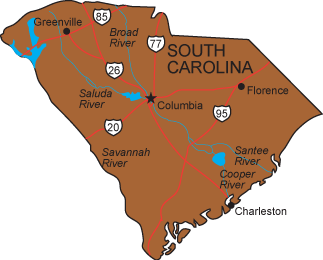 85
Greenville
Broad
River
77
SOUTH
CAROLINA
26
Saluda
River
Florence
Columbia
20
95
Savannah
River
Santee
River
Cooper
River
Charleston